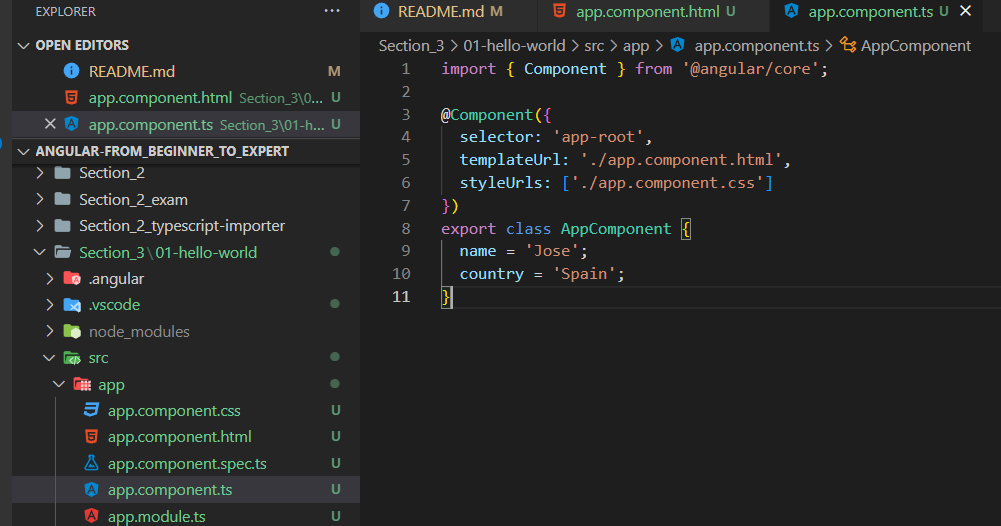 EXPLORER ···
OPEN EDITORS
README.md M
app.component.html Section_3\0... U
app.component.ts Section_3\01-h... U
ANGULAR-FROM_BEGINNER_TO_EXPERT
Section_2
Section_2_exam
Section_2_typescript-importer
Section_3\01-hello-world
.angular
.vscode
node_modules
src
app
app.component.css U
app.component.html U
app.component.spec.ts U
app.component.ts U
app.module.ts U
README.md M app.component.html U app.component.ts U
Section_3 > 01-hello-world > src > app > app.component.ts > AppComponent
1 import { Component } from '@angular/core';
2
3 @Component({
4   selector: 'app-root',
5   templateUrl: './app.component.html',
6   styleUrls: ['./app.component.css']
7 })
8 export class AppComponent {
9   name = 'Jose';
10   country = 'Spain';
11 }